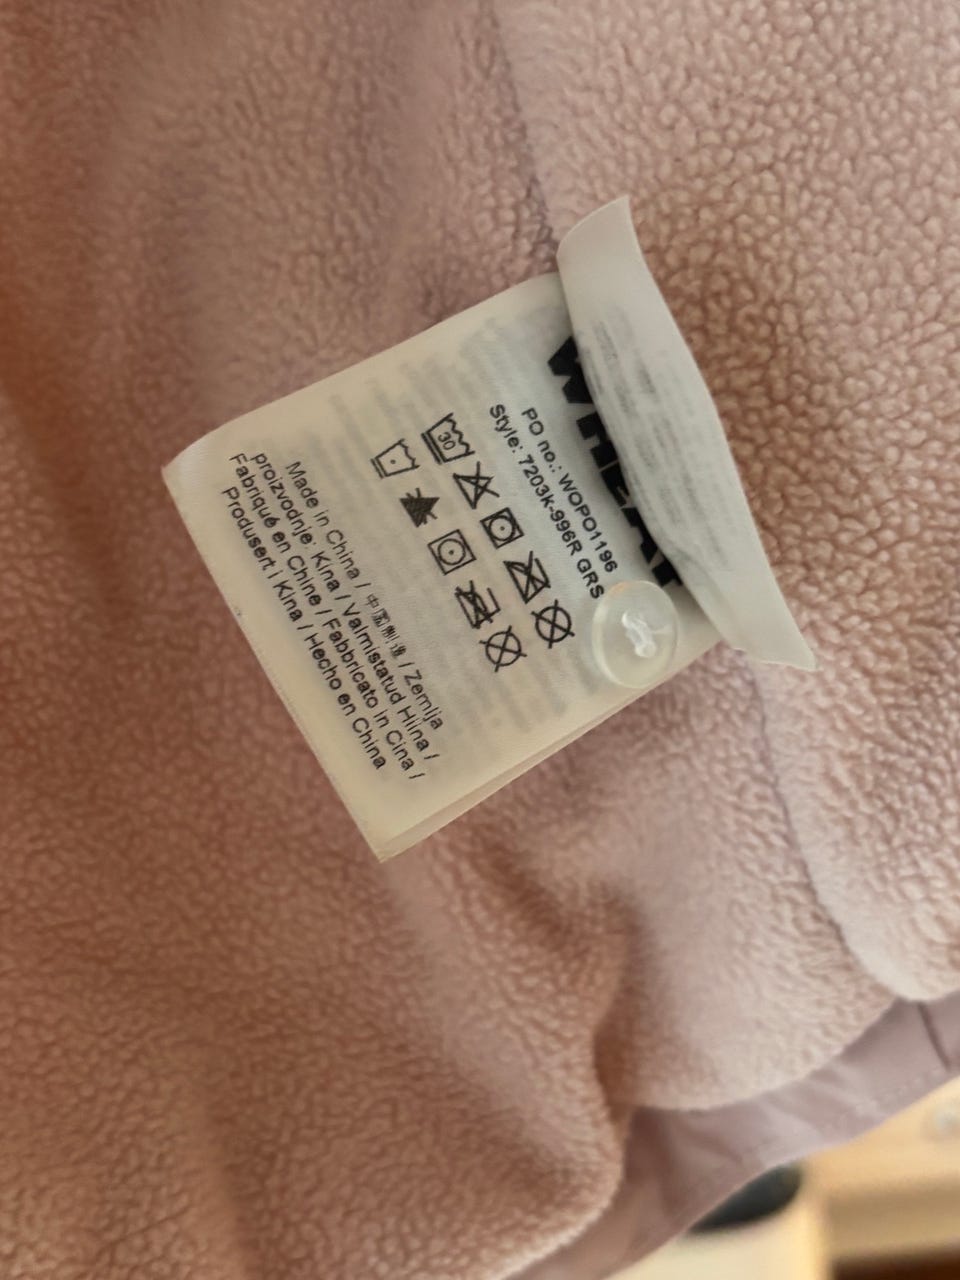 PO no.: WOPO1196
Style: 7203k-996R GRS
30
Made in China / 中国制造 / Zemlja
proizvodnje: Kina / Valmistatud Hiina /
Fabriqué en Chine / Fabbricato in Cina /
Produsert i Kina / Hecho en China